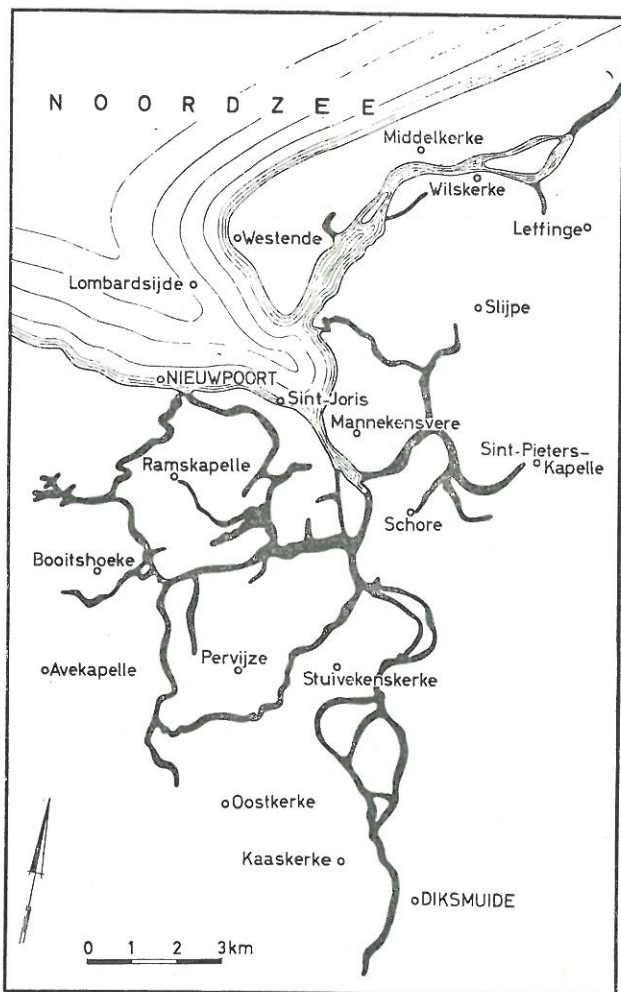 NOORDZEE
Middelkerke
Wilskerke
Leffinge
Westende
Lombardsijde
Slijpe
NIEUWPOORT
Sint-Joris
Mannekensvere
Sint-Pieters-
Kapelle
Ramskapelle
Schore
Booitshoeke
Avekapelle
Pervijze
Stuivekenskerke
Oostkerke
Kaaskerke
DIKSMUIDE
0 1 2 3km